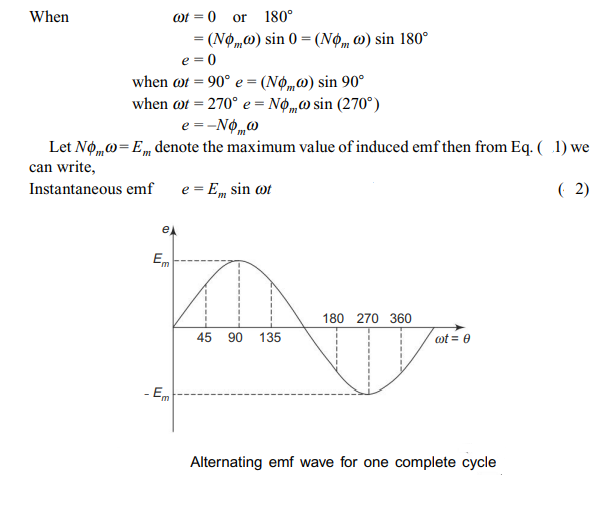 When ωt = 0 or 180°
= (Nϕₘω) sin 0 = (Nϕₘ ω) sin 180°
e = 0
when ωt = 90° e = (Nϕₘω) sin 90°
when ωt = 270° e = Nϕₘω sin (270°)
e = –Nϕₘω
Let Nϕₘω = Eₘ denote the maximum value of induced emf then from Eq. ( 1) we
can write,
Instantaneous emf e = Eₘ sin ωt ( 2)
e
Eₘ
180 270 360
45 90 135 ωt = θ
- Eₘ
Alternating emf wave for one complete cycle